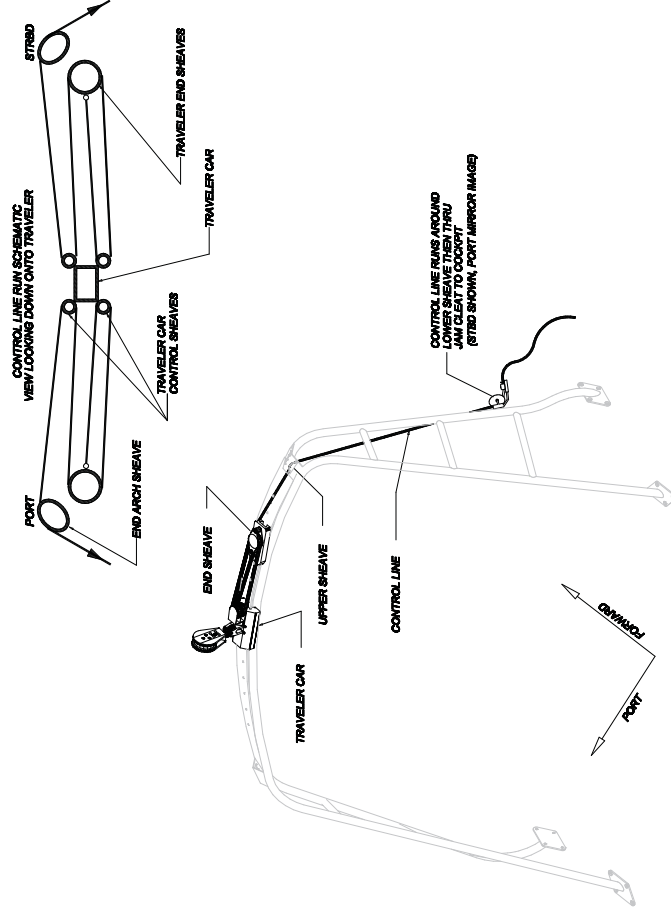 CONTROL LINE RUN SCHEMATIC
VIEW LOOKING DOWN ONTO TRAVELER
PORT
STRBD
END ARCH SHEAVE
TRAVELER CAR
CONTROL SHEAVES
TRAVELER CAR
TRAVELER END SHEAVES
END SHEAVE
TRAVELER CAR
UPPER SHEAVE
CONTROL LINE
CONTROL LINE RUNS AROUND
LOWER SHEAVE THEN THRU
JAM CLEAT TO COCKPIT
(STBD SHOWN, PORT MIRROR IMAGE)
PORT
FORWARD